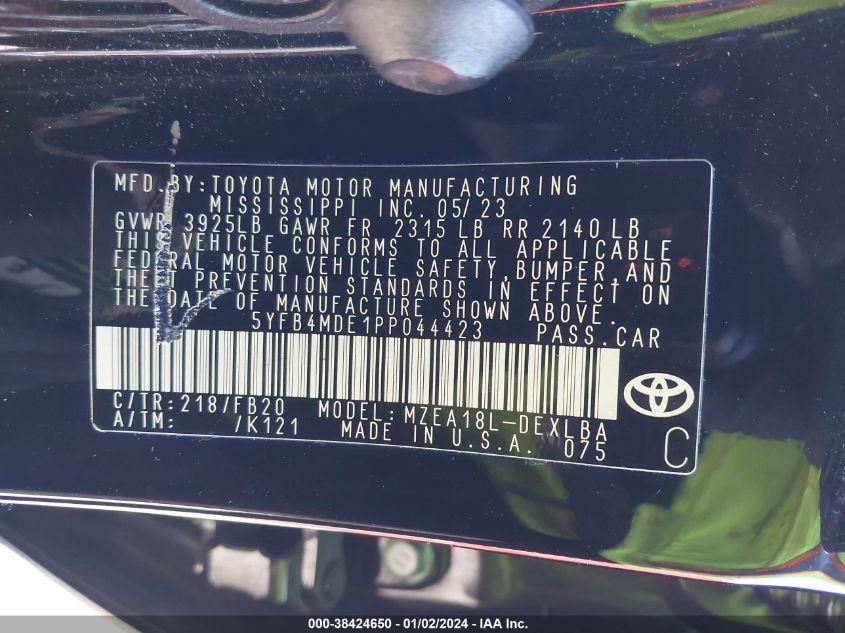 MFD.BY:TOYOTA MOTOR MANUFACTURING
MISSISSIPPI INC. 05/23
GVWR 3925LB GAWR FR 2315 LB RR 2140 LB
THIS VEHICLE CONFORMS TO ALL APPLICABLE
FEDERAL MOTOR VEHICLE SAFETY, BUMPER, AND
THEFT PREVENTION STANDARDS IN EFFECT ON
THE DATE OF MANUFACTURE SHOWN ABOVE.
5YFB4MDE1PP044423 PASS.CAR
C/TR:218/FB20 MODEL:MZEA18L-DEXLBA
A/TM: /K121 MADE IN U.S.A. 075
C
000-38424650 - 01/02/2024 - IAA Inc.